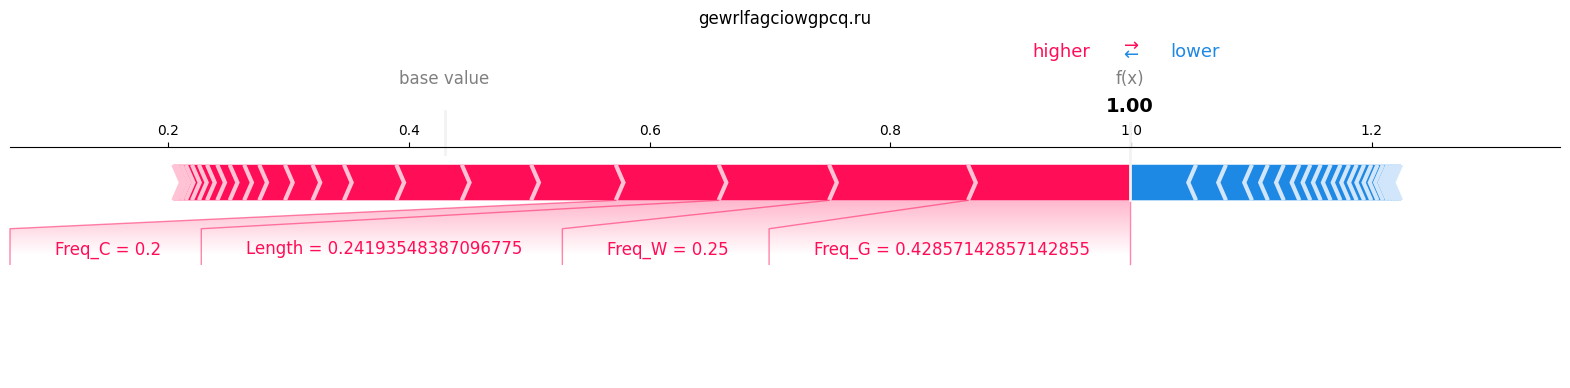 gewrlfagciowgpcq.ru
higher ⇄ lower
base value f(x)
1.00
0.2 0.4 0.6 0.8 1.0 1.2
Freq_C = 0.2 Length = 0.24193548387096775 Freq_W = 0.25 Freq_G = 0.42857142857142855